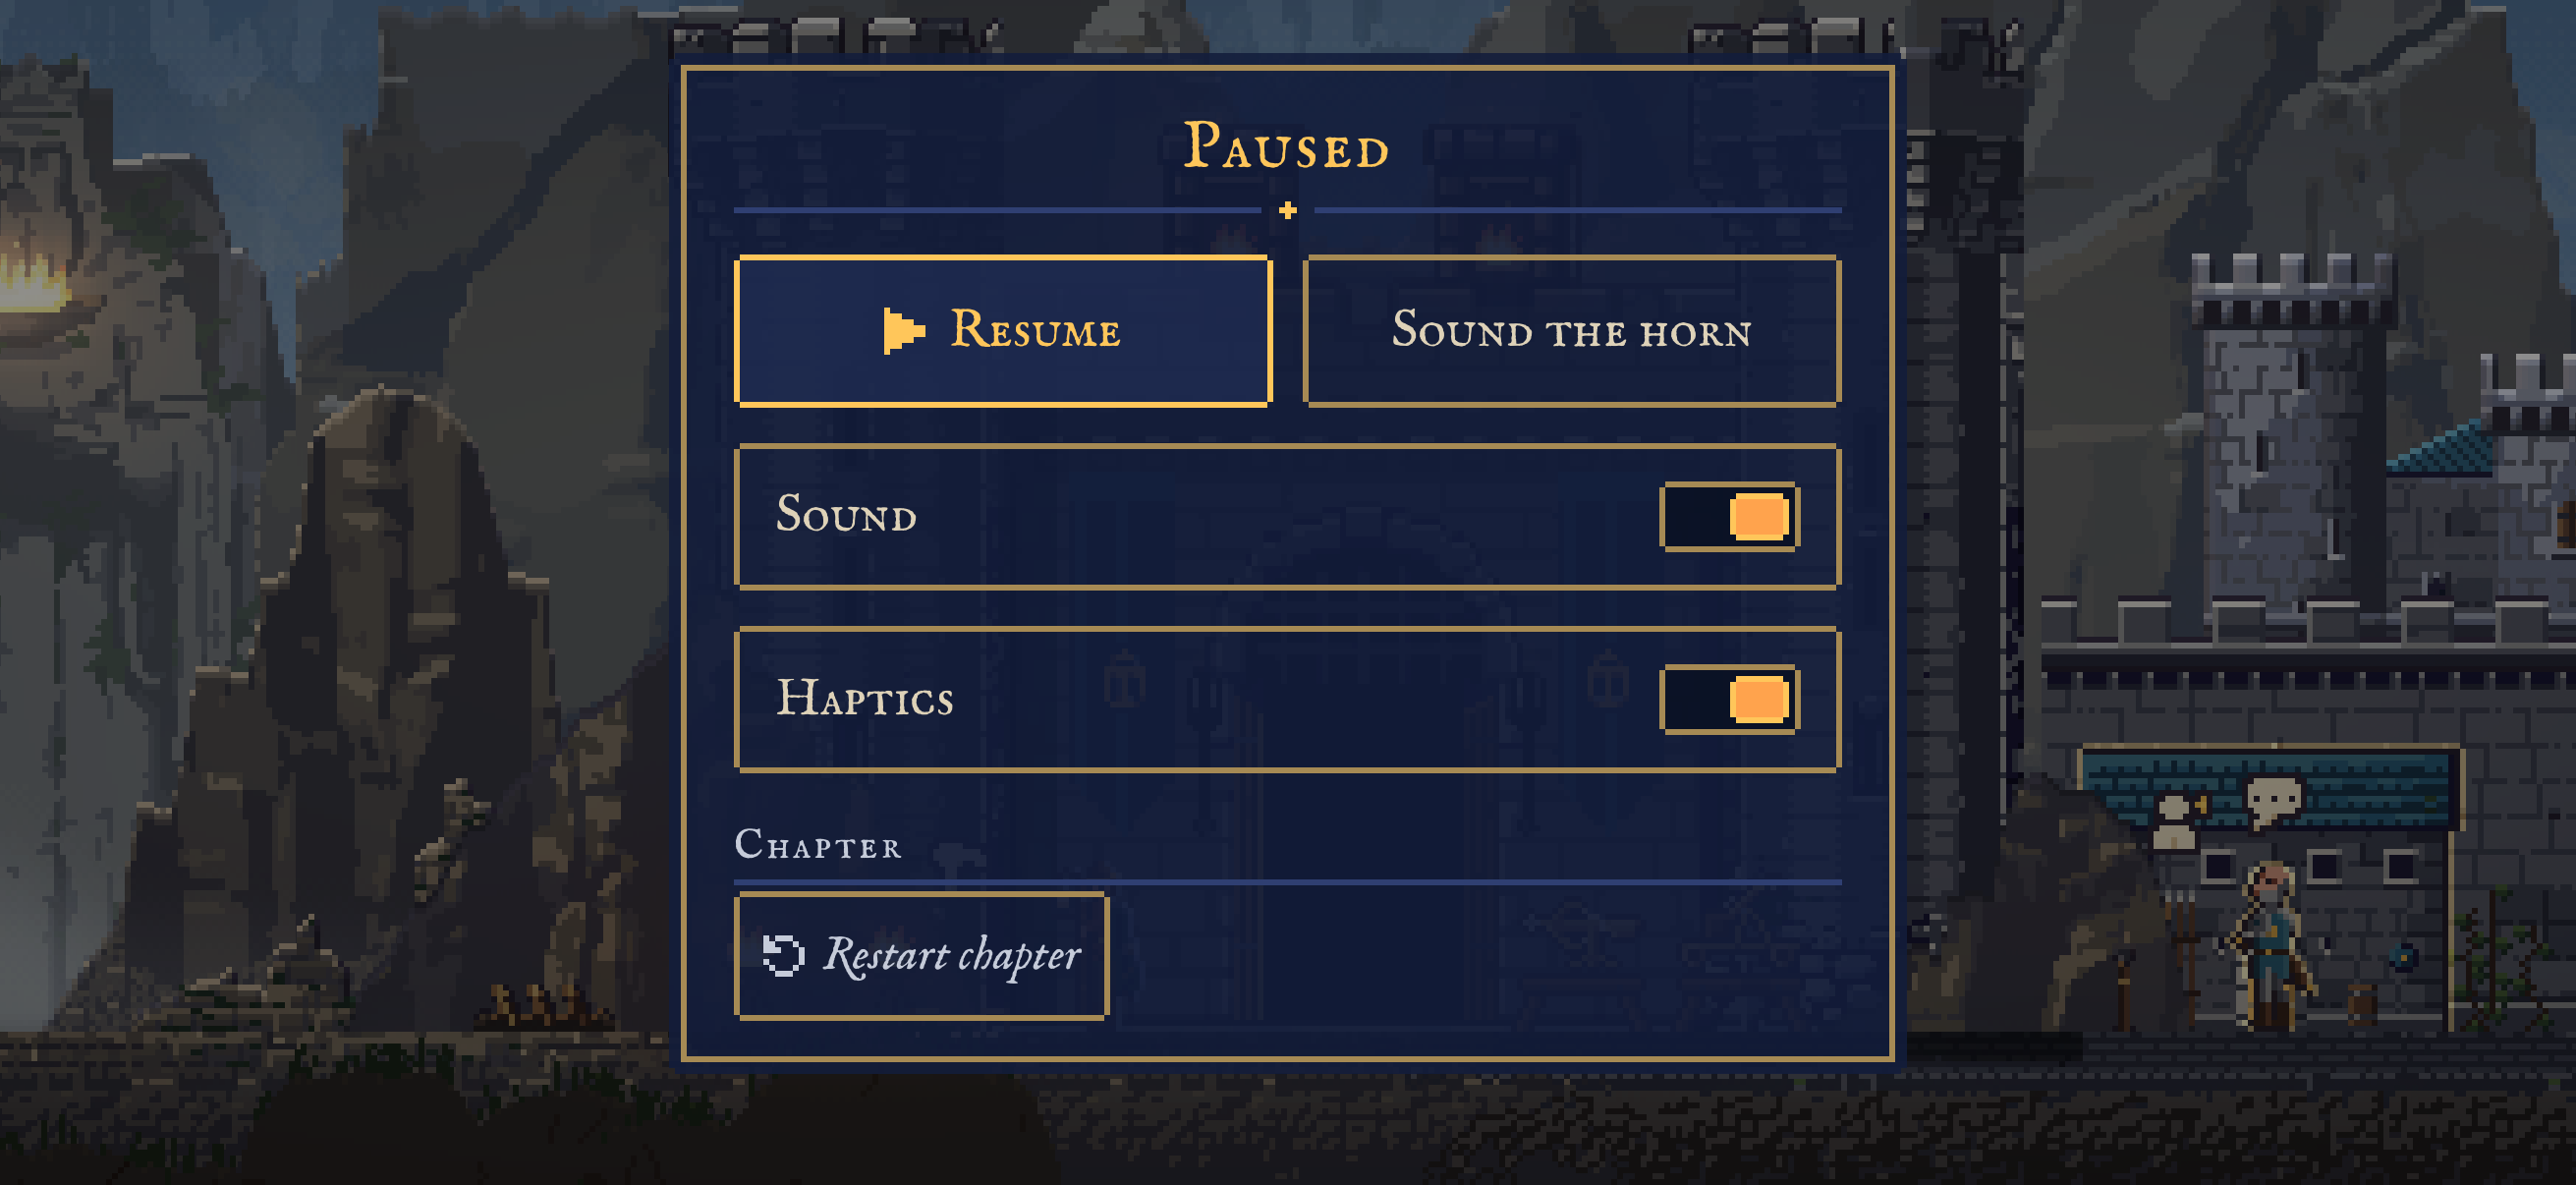 Paused
Resume
Sound the horn
Sound
Haptics
Chapter
Restart chapter